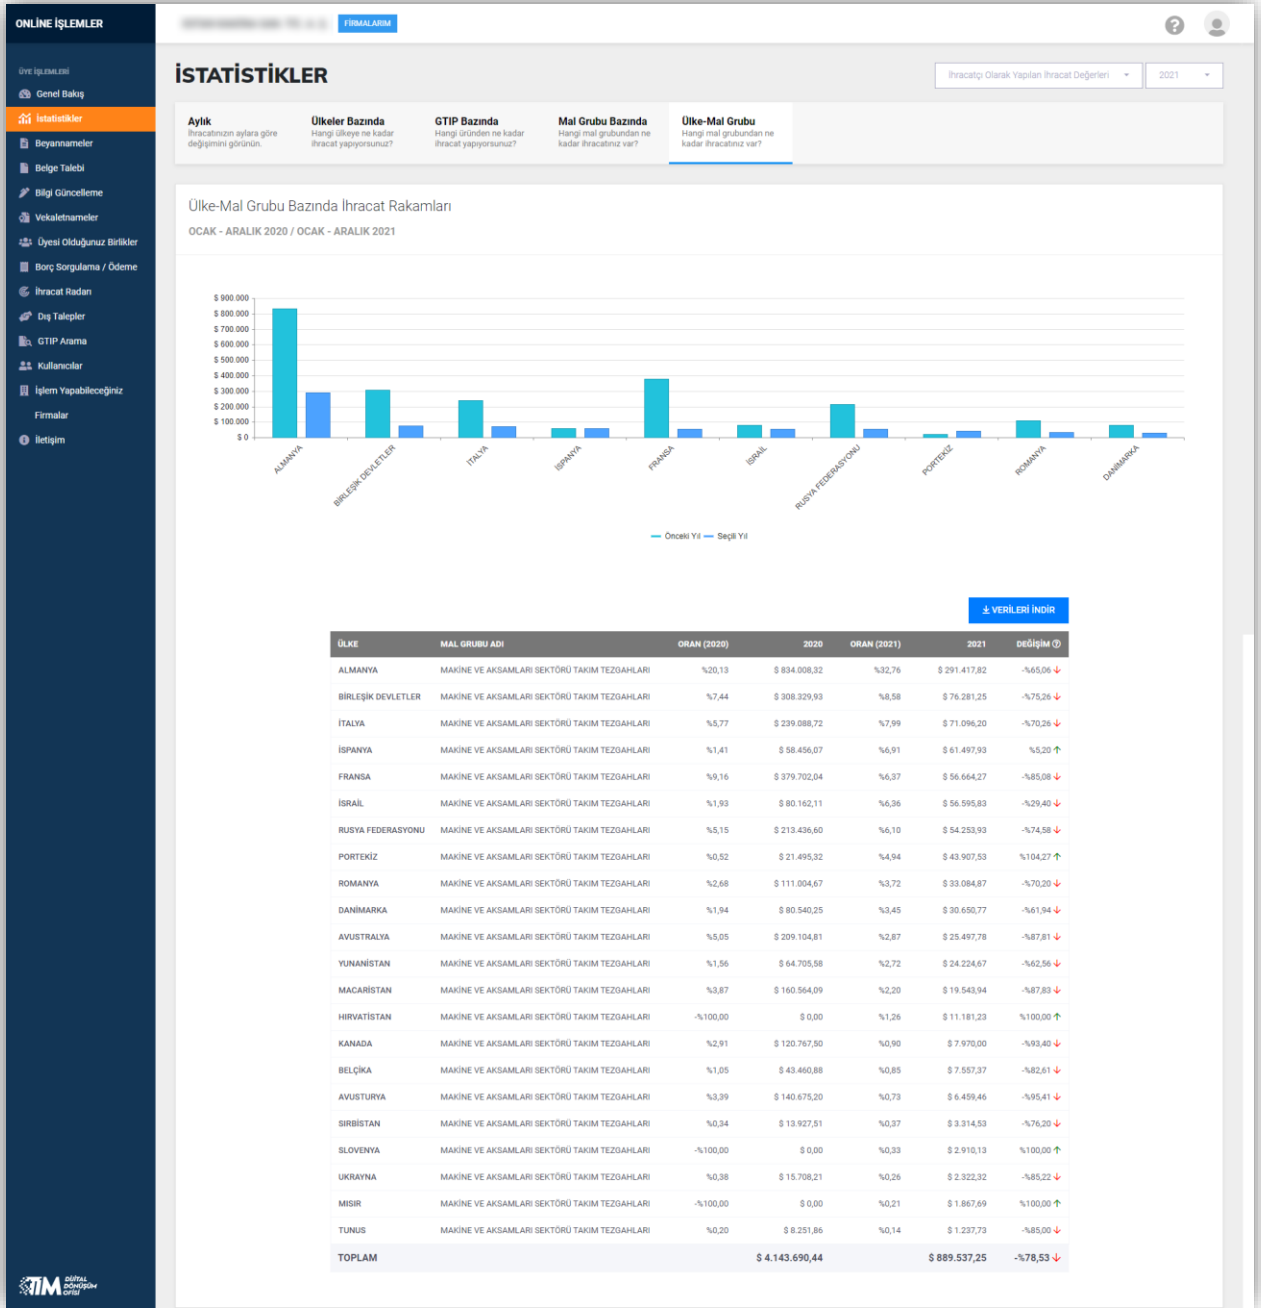 ONLİNE İŞLEMLER
FİRMALARIM
ÜYE İŞLEMLERİ
Genel Bakış
İstatistikler
Beyannameler
Belge Talebi
Bilgi Güncelleme
Vekaletnameler
Üyesi Olduğunuz Birlikler
Borç Sorgulama / Ödeme
İhracat Radarı
Dış Talepler
GTIP Arama
Kullanıcılar
İşlem Yapabileceğiniz
Firmalar
İletişim
TİM DİJİTAL
DÖNÜŞÜM
OFİSİ
İSTATİSTİKLER
İhracatçı Olarak Yapılan İhracat Değerleri 2021
Aylık
İhracatınızın aylara göre
değişimini görünün.
Ülkeler Bazında
Hangi ülkeye ne kadar
ihracat yapıyorsunuz?
GTIP Bazında
Hangi üründen ne kadar
ihracat yapıyorsunuz?
Mal Grubu Bazında
Hangi mal grubundan ne
kadar ihracatınız var?
Ülke-Mal Grubu
Hangi mal grubundan ne
kadar ihracatınız var?
Ülke-Mal Grubu Bazında İhracat Rakamları
OCAK - ARALIK 2020 / OCAK - ARALIK 2021
$ 900.000
$ 800.000
$ 700.000
$ 600.000
$ 500.000
$ 400.000
$ 300.000
$ 200.000
$ 100.000
$ 0
ALMANYA
BİRLEŞİK DEVLETLER
İTALYA
İSPANYA
FRANSA
İSRAİL
RUSYA FEDERASYONU
PORTEKİZ
ROMANYA
DANİMARKA
Önceki Yıl Seçili Yıl
VERİLERİ İNDİR
ÜLKE MAL GRUBU ADI ORAN (2020) 2020 ORAN (2021) 2021 DEĞİŞİM
ALMANYA MAKİNE VE AKSAMLARI SEKTÖRÜ TAKIM TEZGAHLARI %20,13 $ 834.008,32 %32,76 $ 291.417,82 -%65,06
BİRLEŞİK DEVLETLER MAKİNE VE AKSAMLARI SEKTÖRÜ TAKIM TEZGAHLARI %7,44 $ 308.329,93 %8,58 $ 76.281,25 -%75,26
İTALYA MAKİNE VE AKSAMLARI SEKTÖRÜ TAKIM TEZGAHLARI %5,77 $ 239.088,72 %7,99 $ 71.096,20 -%70,26
İSPANYA MAKİNE VE AKSAMLARI SEKTÖRÜ TAKIM TEZGAHLARI %1,41 $ 58.456,07 %6,91 $ 61.497,93 %5,20
FRANSA MAKİNE VE AKSAMLARI SEKTÖRÜ TAKIM TEZGAHLARI %9,16 $ 379.702,04 %6,37 $ 56.664,27 -%85,08
İSRAİL MAKİNE VE AKSAMLARI SEKTÖRÜ TAKIM TEZGAHLARI %1,93 $ 80.162,11 %6,36 $ 56.595,83 -%29,40
RUSYA FEDERASYONU MAKİNE VE AKSAMLARI SEKTÖRÜ TAKIM TEZGAHLARI %5,15 $ 213.436,60 %6,10 $ 54.253,93 -%74,58
PORTEKİZ MAKİNE VE AKSAMLARI SEKTÖRÜ TAKIM TEZGAHLARI %0,52 $ 21.495,32 %4,94 $ 43.907,53 %104,27
ROMANYA MAKİNE VE AKSAMLARI SEKTÖRÜ TAKIM TEZGAHLARI %2,68 $ 111.004,67 %3,72 $ 33.084,87 -%70,20
DANİMARKA MAKİNE VE AKSAMLARI SEKTÖRÜ TAKIM TEZGAHLARI %1,94 $ 80.540,25 %3,45 $ 30.650,77 -%61,94
AVUSTRALYA MAKİNE VE AKSAMLARI SEKTÖRÜ TAKIM TEZGAHLARI %5,05 $ 209.104,81 %2,87 $ 25.497,78 -%87,81
YUNANİSTAN MAKİNE VE AKSAMLARI SEKTÖRÜ TAKIM TEZGAHLARI %1,56 $ 64.705,58 %2,72 $ 24.224,67 -%62,56
MACARİSTAN MAKİNE VE AKSAMLARI SEKTÖRÜ TAKIM TEZGAHLARI %3,87 $ 160.564,09 %2,20 $ 19.543,94 -%87,83
HIRVATİSTAN MAKİNE VE AKSAMLARI SEKTÖRÜ TAKIM TEZGAHLARI -%100,00 $ 0,00 %1,26 $ 11.181,23 %100,00
KANADA MAKİNE VE AKSAMLARI SEKTÖRÜ TAKIM TEZGAHLARI %2,91 $ 120.767,50 %0,90 $ 7.970,00 -%93,40
BELÇİKA MAKİNE VE AKSAMLARI SEKTÖRÜ TAKIM TEZGAHLARI %1,05 $ 43.460,88 %0,85 $ 7.557,37 -%82,61
AVUSTURYA MAKİNE VE AKSAMLARI SEKTÖRÜ TAKIM TEZGAHLARI %3,39 $ 140.675,20 %0,73 $ 6.459,46 -%95,41
SIRBİSTAN MAKİNE VE AKSAMLARI SEKTÖRÜ TAKIM TEZGAHLARI %0,34 $ 13.927,51 %0,37 $ 3.314,53 -%76,20
SLOVENYA MAKİNE VE AKSAMLARI SEKTÖRÜ TAKIM TEZGAHLARI -%100,00 $ 0,00 %0,33 $ 2.910,13 %100,00
UKRAYNA MAKİNE VE AKSAMLARI SEKTÖRÜ TAKIM TEZGAHLARI %0,38 $ 15.708,21 %0,26 $ 2.322,32 -%85,22
MISIR MAKİNE VE AKSAMLARI SEKTÖRÜ TAKIM TEZGAHLARI -%100,00 $ 0,00 %0,21 $ 1.867,69 %100,00
TUNUS MAKİNE VE AKSAMLARI SEKTÖRÜ TAKIM TEZGAHLARI %0,20 $ 8.251,86 %0,14 $ 1.237,73 -%85,00
TOPLAM $ 4.143.690,44 $ 889.537,25 -%78,53